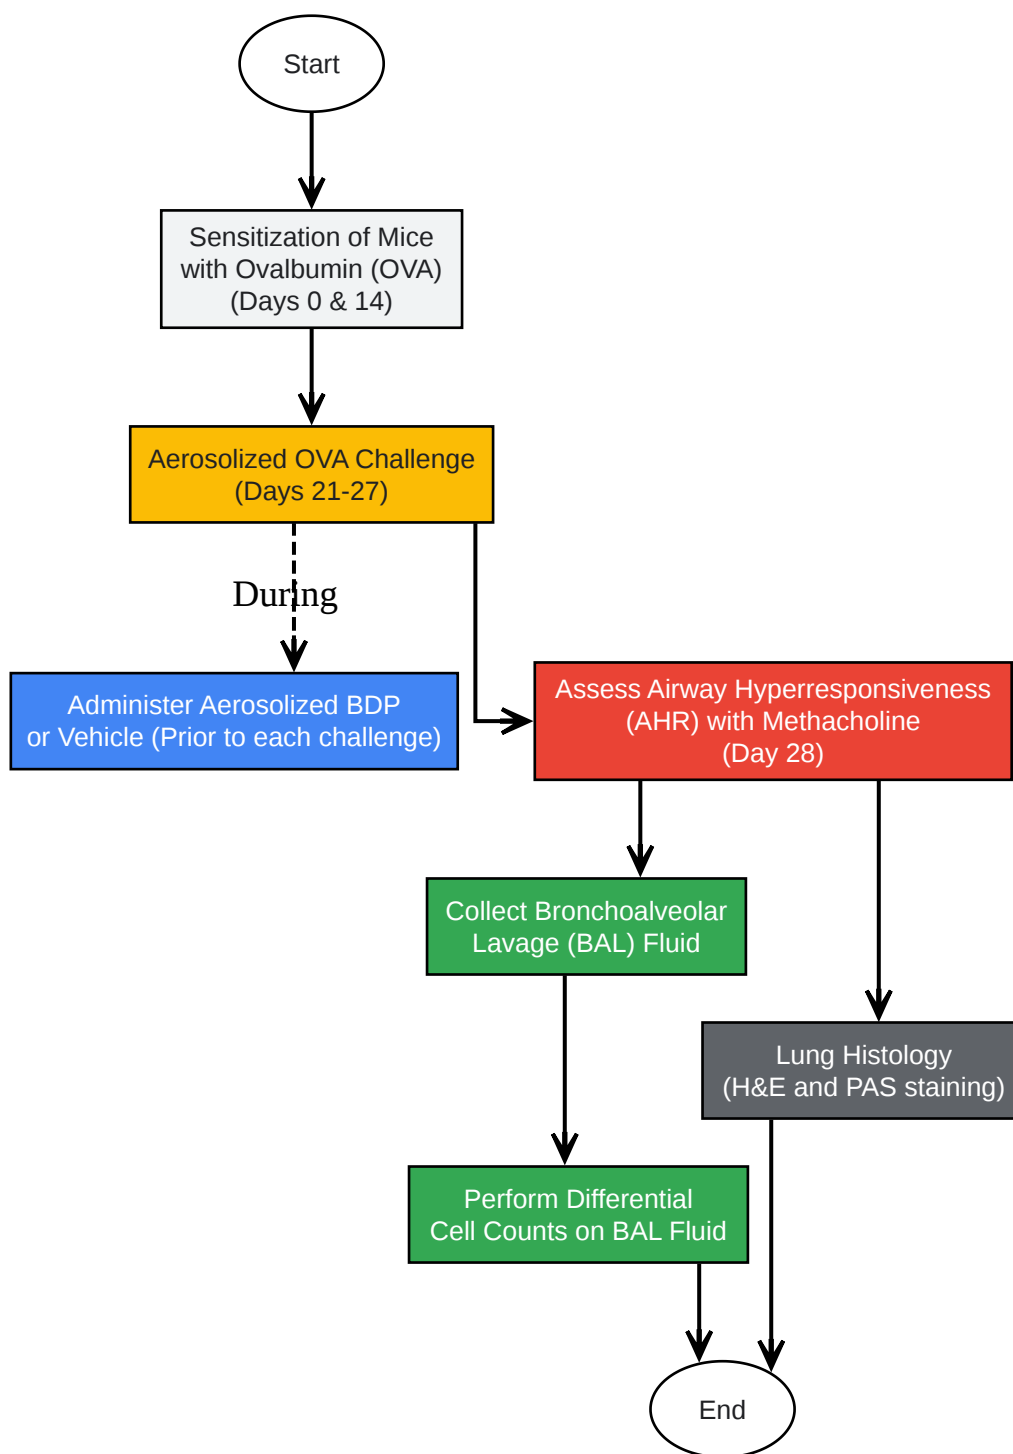 Start
Sensitization of Mice
with Ovalbumin (OVA)
(Days 0 & 14)
Aerosolized OVA Challenge
(Days 21-27)
During
Administer Aerosolized BDP
or Vehicle (Prior to each challenge)
Assess Airway Hyperresponsiveness
(AHR) with Methacholine
(Day 28)
Collect Bronchoalveolar
Lavage (BAL) Fluid
Lung Histology
(H&E and PAS staining)
Perform Differential
Cell Counts on BAL Fluid
End